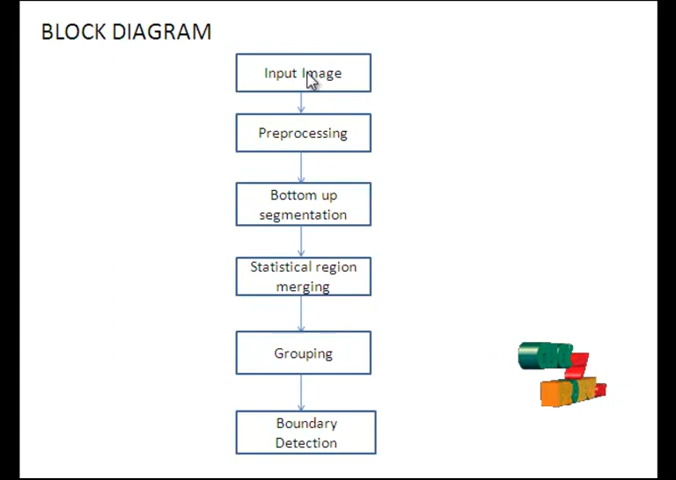 BLOCK DIAGRAM
Input Image
Preprocessing
Bottom up
segmentation
Statistical region
merging
Grouping
Boundary
Detection